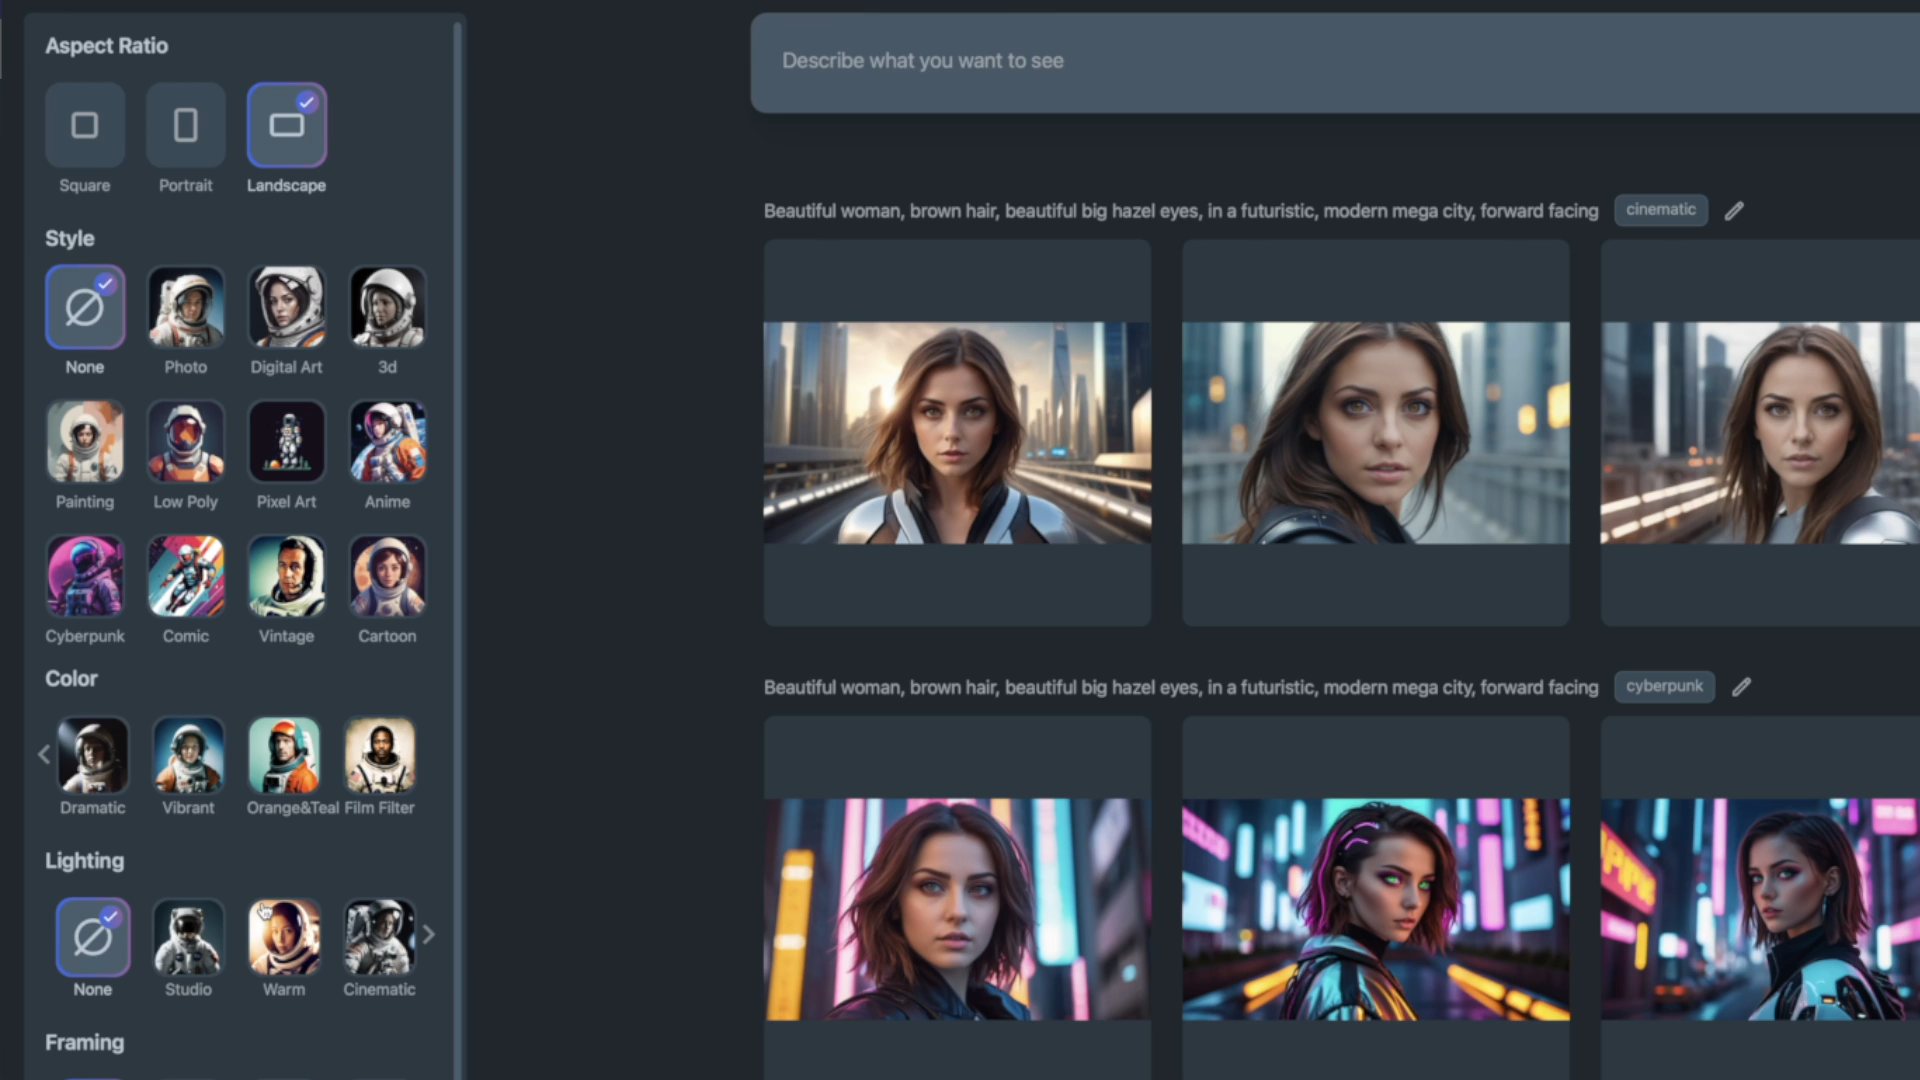 Aspect Ratio
Square Portrait Landscape
Style
None Photo Digital Art 3d
Painting Low Poly Pixel Art Anime
Cyberpunk Comic Vintage Cartoon
Color
Dramatic Vibrant Orange&Teal Film Filter
Lighting
None Studio Warm Cinematic
Framing
Describe what you want to see
Beautiful woman, brown hair, beautiful big hazel eyes, in a futuristic, modern mega city, forward facing cinematic
Beautiful woman, brown hair, beautiful big hazel eyes, in a futuristic, modern mega city, forward facing cyberpunk